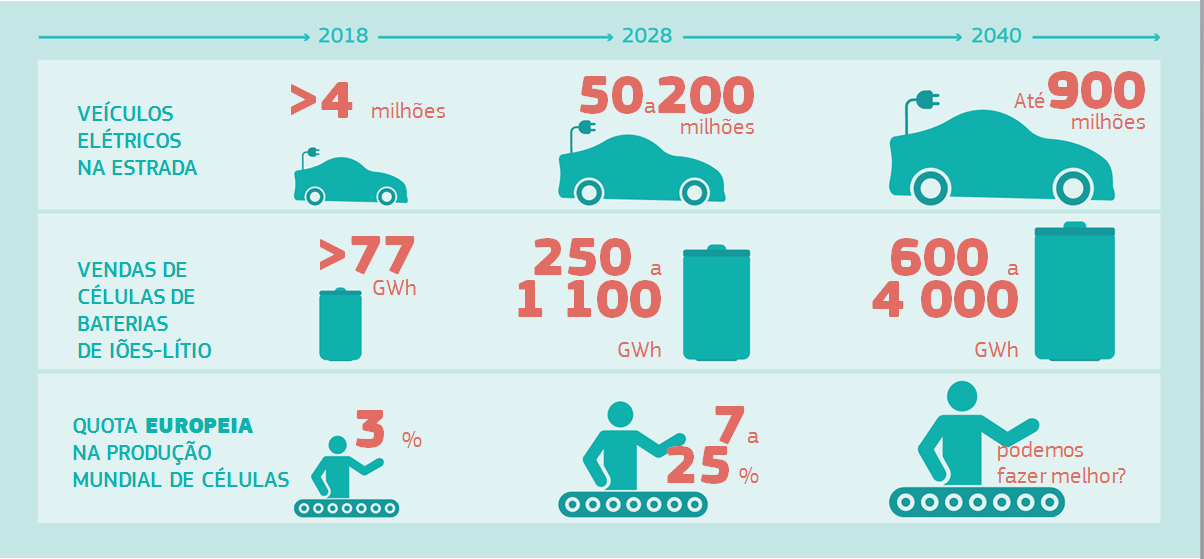 2018 2028 2040
VEÍCULOS
ELÉTRICOS
NA ESTRADA
>4 milhões
50 a 200
milhões
Até 900
milhões
VENDAS DE
CÉLULAS DE
BATERIAS
DE IÕES-LÍTIO
>77
GWh
250 a
1 100
GWh
600 a
4 000
GWh
QUOTA EUROPEIA
NA PRODUÇÃO
MUNDIAL DE CÉLULAS
3 %
7 a
25 %
podemos
fazer melhor?